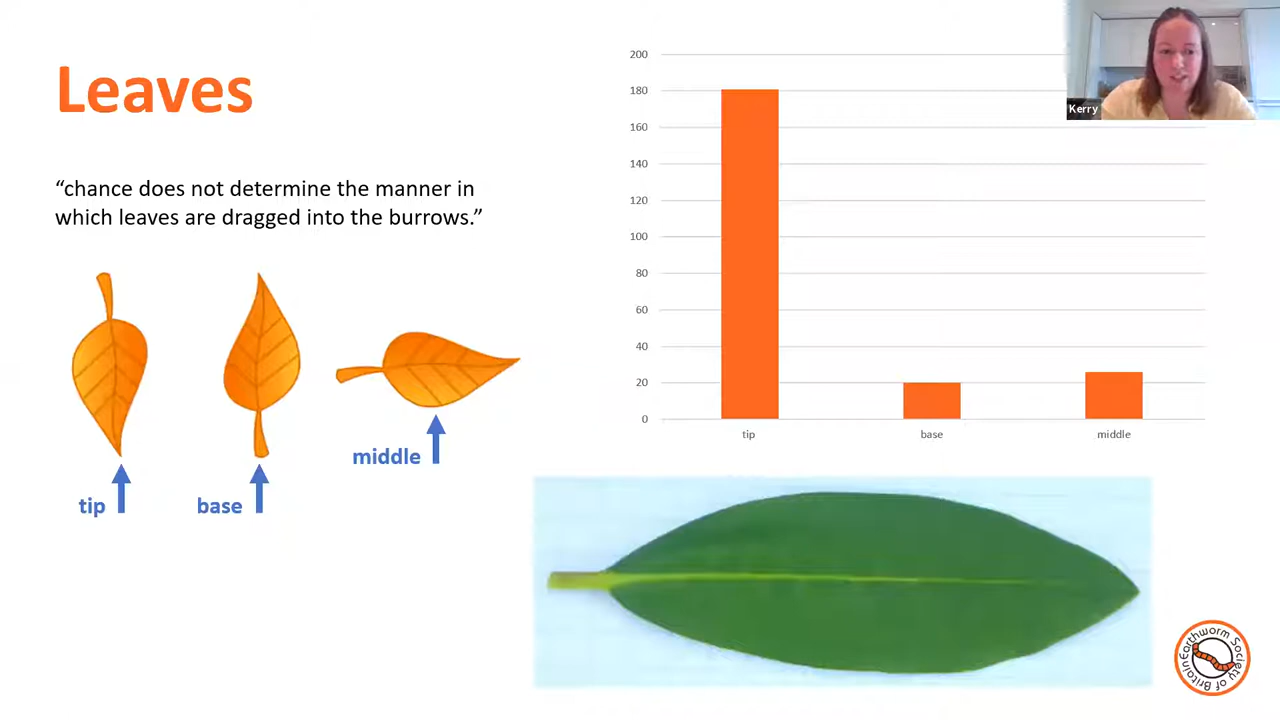 Leaves
“chance does not determine the manner in
which leaves are dragged into the burrows.”
tip
base
middle
200
180
160
140
120
100
80
60
40
20
0
tip
base
middle
Kerry
Earthworm Society of Britain